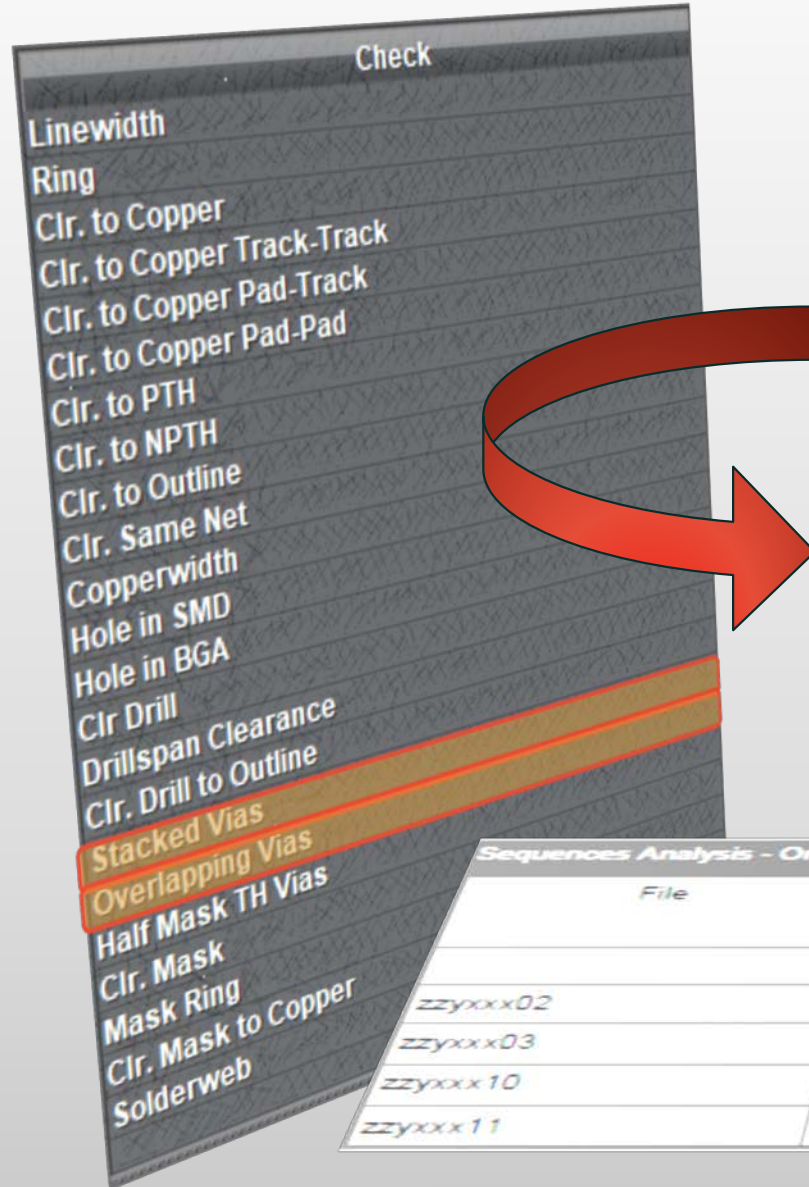 Check
Linewidth
Ring
Clr. to Copper
Clr. to Copper Track-Track
Clr. to Copper Pad-Track
Clr. to Copper Pad-Pad
Clr. to PTH
Clr. to NPTH
Clr. to Outline
Clr. Same Net
Copperwidth
Hole in SMD
Hole in BGA
Clr Drill
Drillspan Clearance
Clr. Drill to Outline
Stacked Vias
Overlapping Vias
Half Mask TH Vias
Clr. Mask
Mask Ring
Clr. Mask to Copper
Solderweb
Sequences Analysis -
File
zzyxxx02
zzyxxx03
zzyxxx10
zzyxxx11